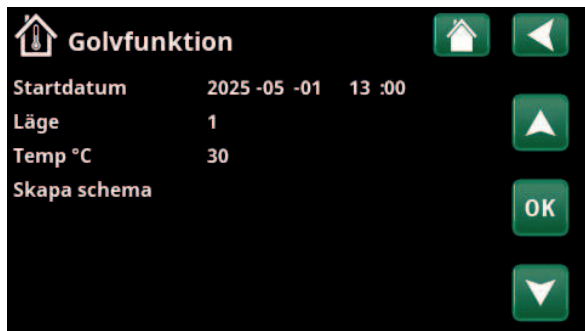 Golvfunktion
Startdatum 2025 -05 -01 13 :00
Läge 1
Temp °C 30
Skapa schema
OK